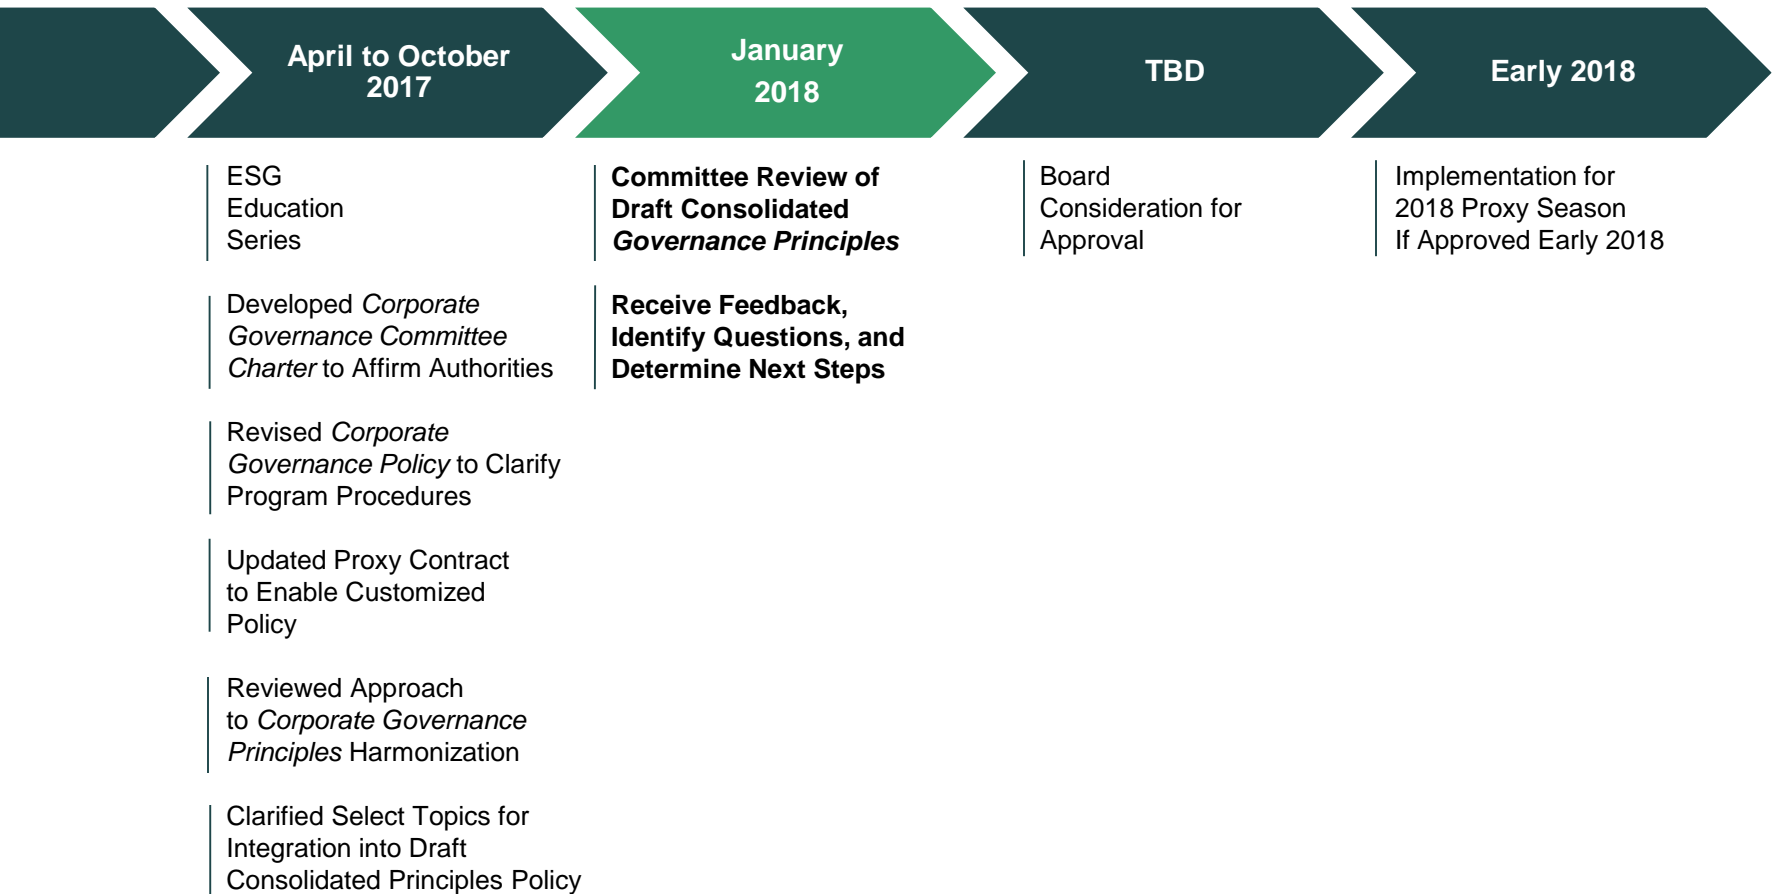 April to October
2017
January
2018
TBD
Early 2018
ESG
Education
Series
Developed Corporate
Governance Committee
Charter to Affirm Authorities
Revised Corporate
Governance Policy to Clarify
Program Procedures
Updated Proxy Contract
to Enable Customized
Policy
Reviewed Approach
to Corporate Governance
Principles Harmonization
Clarified Select Topics for
Integration into Draft
Consolidated Principles Policy
Committee Review of
Draft Consolidated
Governance Principles
Receive Feedback,
Identify Questions, and
Determine Next Steps
Board
Consideration for
Approval
Implementation for
2018 Proxy Season
If Approved Early 2018